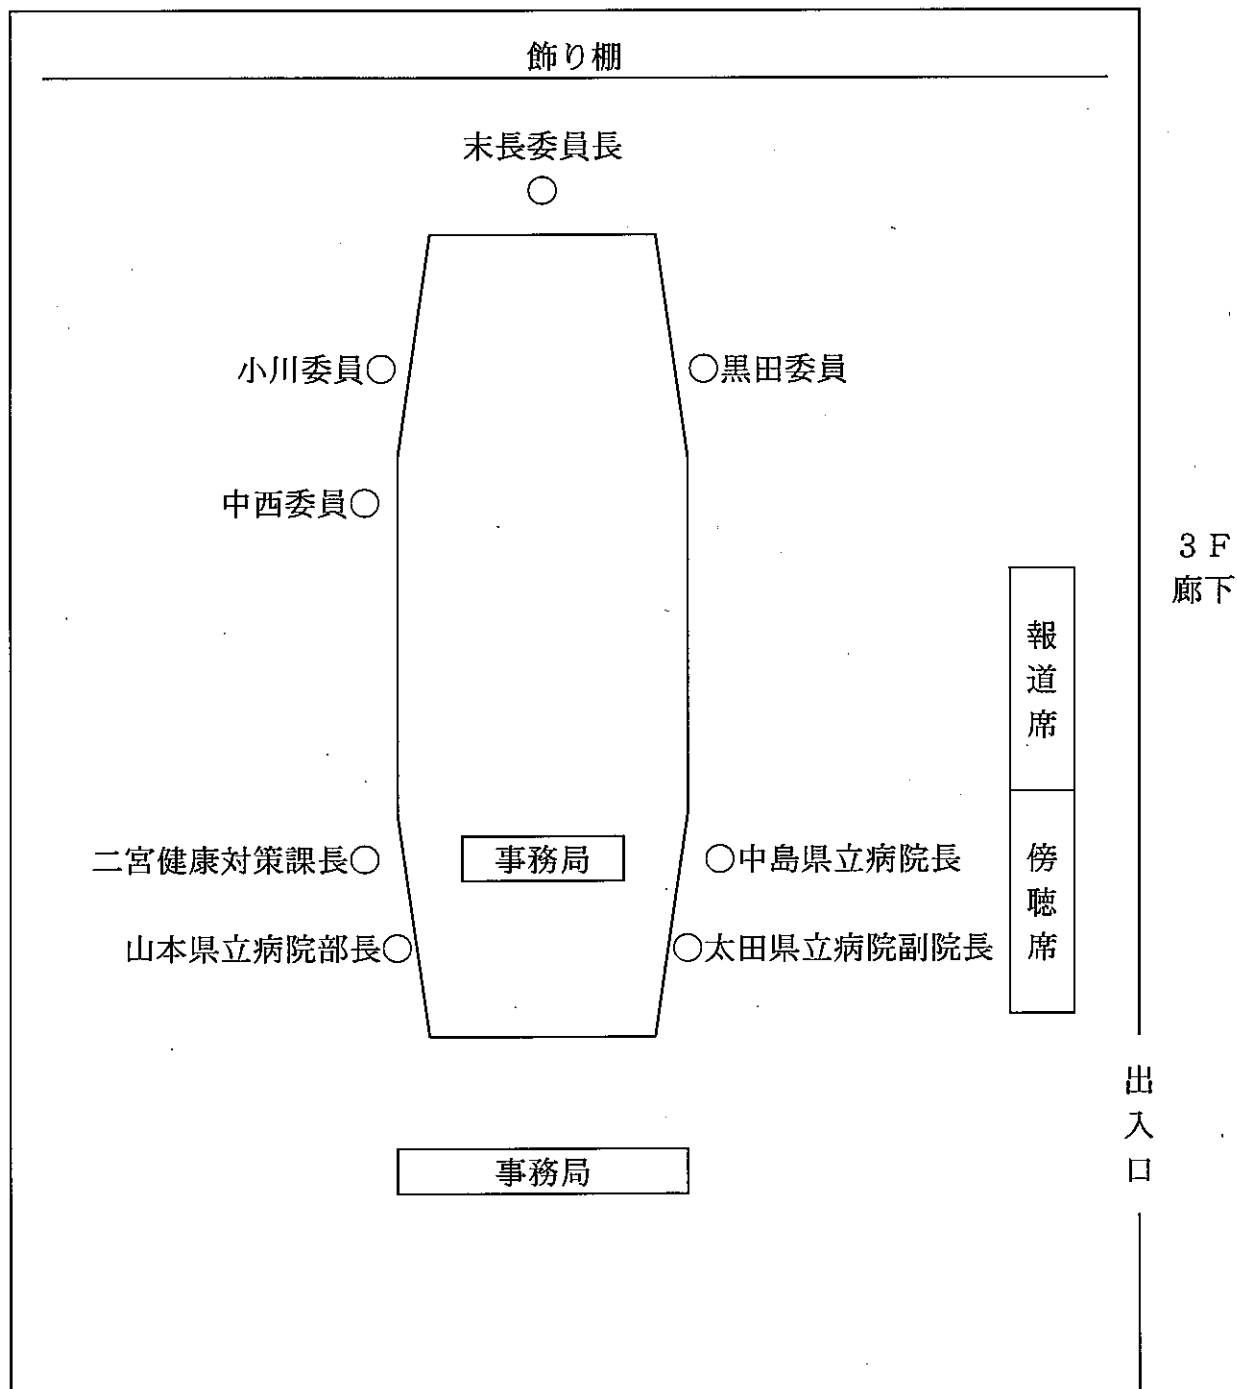 飾り棚
末長委員長
○
小川委員○
○黒田委員
中西委員○
3F
廊下
報道席
二宮健康対策課長○
事務局
○中島県立病院長
傍聴席
山本県立病院部長○
○太田県立病院副院長
出入口
事務局